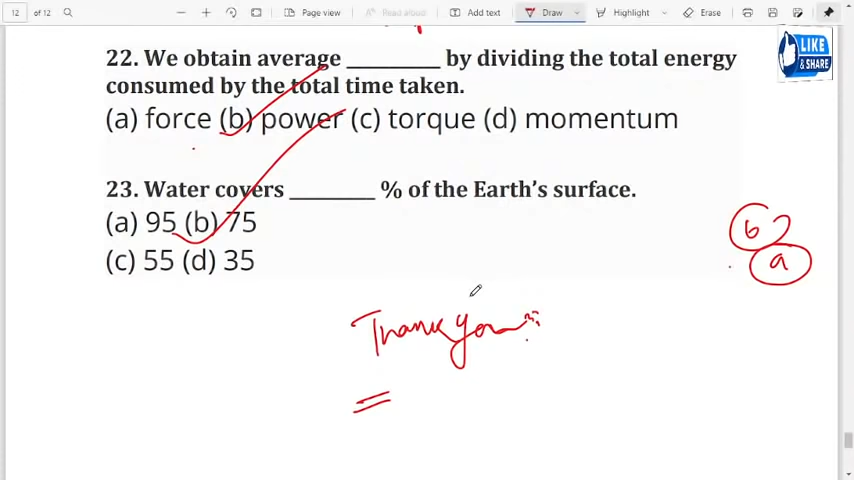 12 of 12 Page view Read aloud Add text Draw Highlight Erase
22. We obtain average __________ by dividing the total energy
consumed by the total time taken.
(a) force (b) power (c) torque (d) momentum
LIKE
& SHARE
23. Water covers __________ % of the Earth's surface.
(a) 95 (b) 75
(c) 55 (d) 35
b
a
Thank you